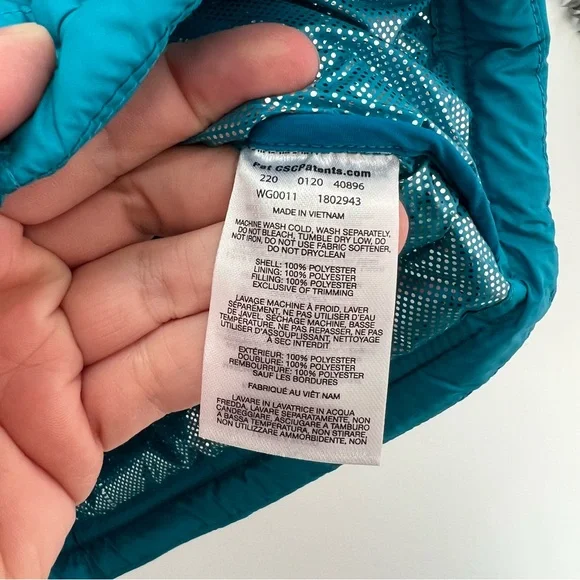 Pat CSCPatents.com
220 0120 40896
WG0011 1802943
MADE IN VIETNAM
MACHINE WASH COLD, WASH SEPARATELY,
DO NOT BLEACH, TUMBLE DRY LOW, DO
NOT IRON, DO NOT USE FABRIC SOFTENER,
DO NOT DRYCLEAN
SHELL: 100% POLYESTER
LINING: 100% POLYESTER
FILLING: 100% POLYESTER
EXCLUSIVE OF TRIMMING
LAVAGE MACHINE À FROID, LAVER
SÉPAREMENT, NE PAS UTILISER D'EAU
DE JAVEL, SÉCHAGE MACHINE, BASSE
TEMPÉRATURE, NE PAS REPASSER, NE PAS
UTILISER D'ASSOUPLISSANT, NETTOYAGE
À SEC INTERDIT
EXTÉRIEUR: 100% POLYESTER
DOUBLURE: 100% POLYESTER
REMBOURRURE: 100% POLYESTER
SAUF LES BORDURES
FABRIQUÉ AU VIÊT NAM
LAVARE IN LAVATRICE IN ACQUA
FREDDA, LAVARE SEPARATAMENTE, NON
CANDEGGIARE, ASCIUGARE A TAMBURO
A BASSA TEMPERATURA, NON STIRARE,
NON UTILIZZARE AMMORBIDENTE, NON